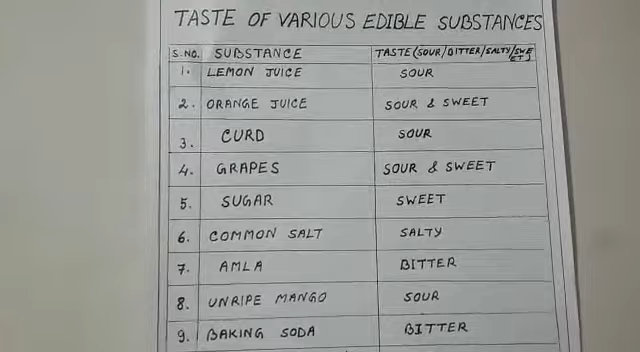 TASTE OF VARIOUS EDIBLE SUBSTANCES
S.NO. SUBSTANCE TASTE (SOUR/BITTER/SALTY/SWEET)
1. LEMON JUICE SOUR
2. ORANGE JUICE SOUR & SWEET
3. CURD SOUR
4. GRAPES SOUR & SWEET
5. SUGAR SWEET
6. COMMON SALT SALTY
7. AMLA BITTER
8. UNRIPE MANGO SOUR
9. BAKING SODA BITTER